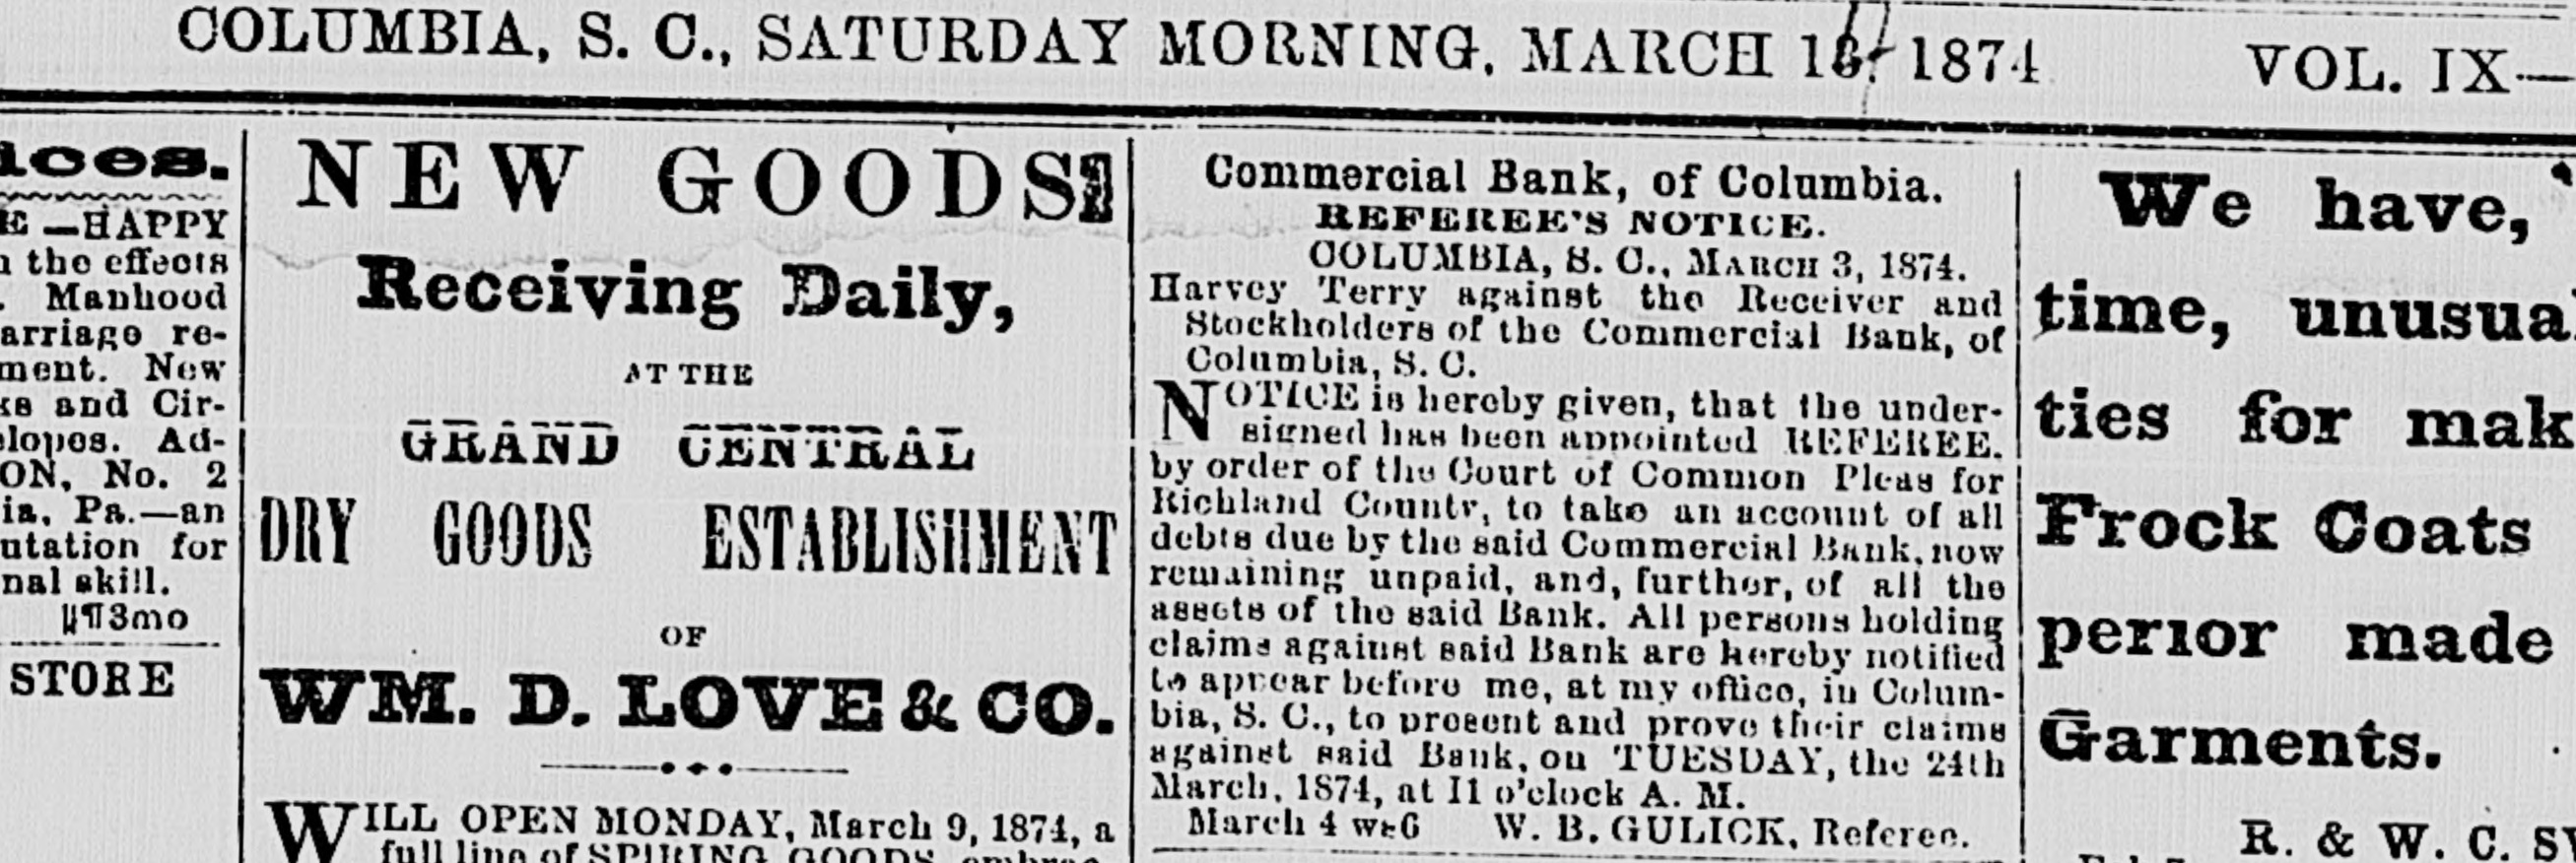 COLUMBIA, S. C., SATURDAY MORNING, MARCH 1874
VOL. IX—
ices.
E —HAPPY
n the effects
. Manhood
arriage re-
ment. New
ks and Cir-
elopes. Ad-
ON, No. 2
ia, Pa.—an
utation for
nal skill.
¶3mo
STORE
NEW GOODS!
Receiving Daily,
AT THE
GRAND CENTRAL
DRY GOODS ESTABLISHMENT
OF
WM. D. LOVE & CO.
WILL OPEN MONDAY, March 9, 1874, a
full line of SPIRING GOODS, embrac-
Commercial Bank, of Columbia.
REFEREE'S NOTICE.
COLUMBIA, S. C., MARCH 3, 1874.
Harvey Terry against the Receiver and
Stockholders of the Commercial Bank, of
Columbia, S. C.
NOTICE is hereby given, that the under-
signed has been appointed REFEREE,
by order of the Court of Common Pleas for
Richland County, to take an account of all
debts due by the said Commercial Bank, now
remaining unpaid, and, further, of all the
assets of the said Bank. All persons holding
claims against said Bank are hereby notified
to appear before me, at my office, in Colum-
bia, S. C., to present and prove their claims
against said Bank, on TUESDAY, the 24th
March, 1874, at 11 o'clock A. M.
March 4 w&6 W. B. GULICK, Referee.
We have,
time, unusual
ties for mak
Frock Coats
perior made
Garments.
R. & W. C. SW